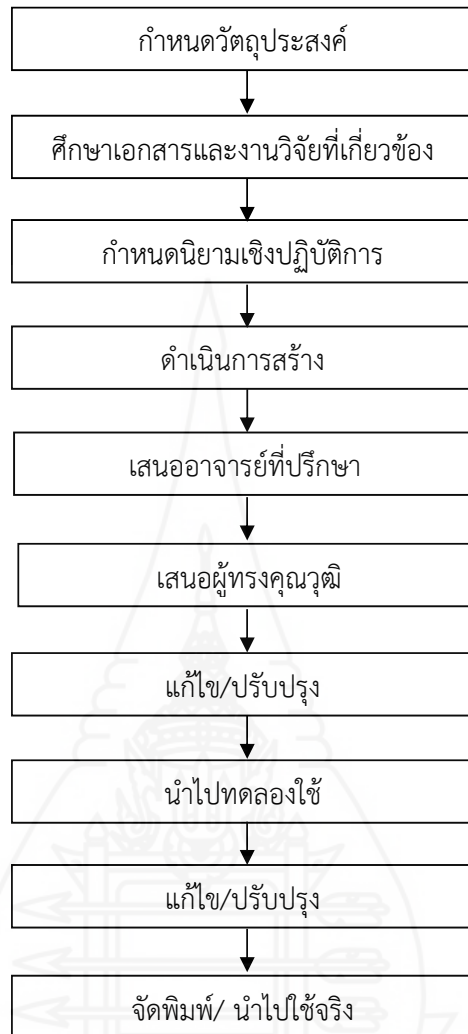 กำหนดวัตถุประสงค์
ศึกษาเอกสารและงานวิจัยที่เกี่ยวข้อง
กำหนดนิยามเชิงปฏิบัติการ
ดำเนินการสร้าง
เสนออาจารย์ที่ปรึกษา
เสนอผู้ทรงคุณวุฒิ
แก้ไข/ปรับปรุง
นำไปทดลองใช้
แก้ไข/ปรับปรุง
จัดพิมพ์/ นำไปใช้จริง